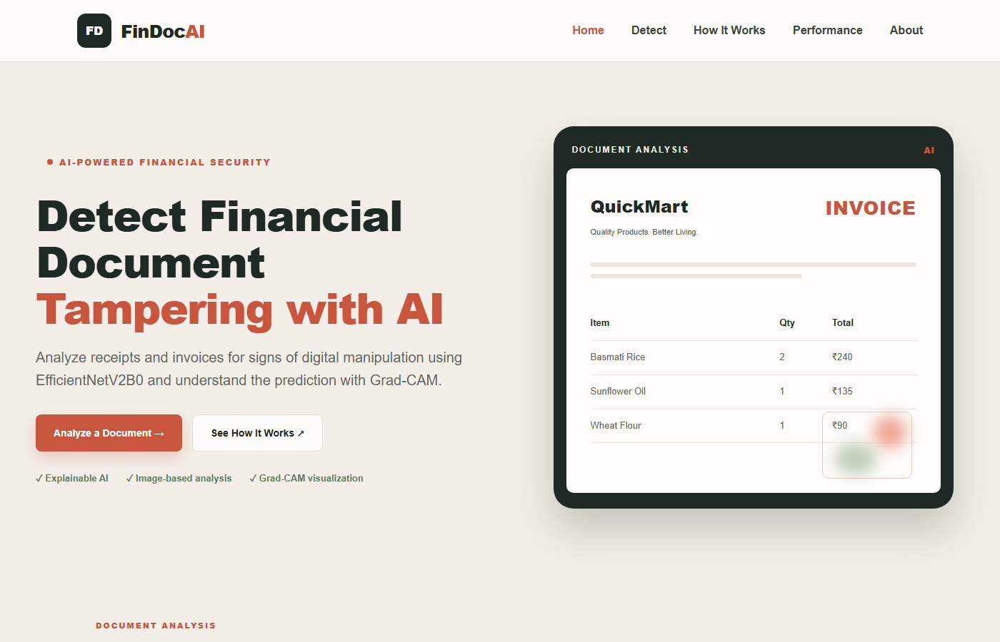 FD
FinDocAI
Home
Detect
How It Works
Performance
About
● AI-POWERED FINANCIAL SECURITY
Detect Financial
Document
Tampering with AI
Analyze receipts and invoices for signs of digital manipulation using
EfficientNetV2B0 and understand the prediction with Grad-CAM.
Analyze a Document →
See How It Works ↗
✓ Explainable AI
✓ Image-based analysis
✓ Grad-CAM visualization
DOCUMENT ANALYSIS
AI
QuickMart
INVOICE
Quality Products. Better Living.
Item Qty Total
Basmati Rice 2 ₹240
Sunflower Oil 1 ₹135
Wheat Flour 1 ₹90
DOCUMENT ANALYSIS